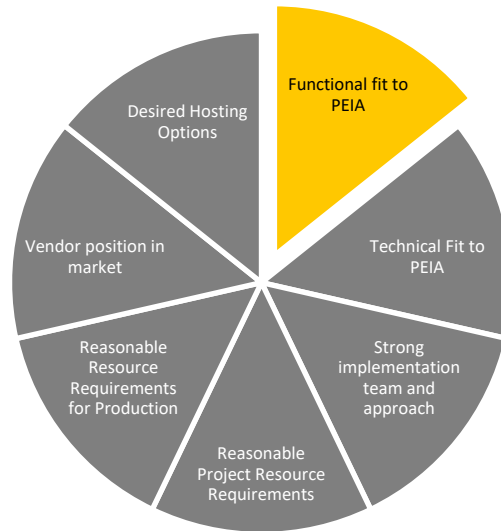 Functional fit to
PEIA
Technical Fit to
PEIA
Strong
implementation
team and
approach
Reasonable
Project Resource
Requirements
Reasonable
Resource
Requirements
for Production
Vendor position in
market
Desired Hosting
Options